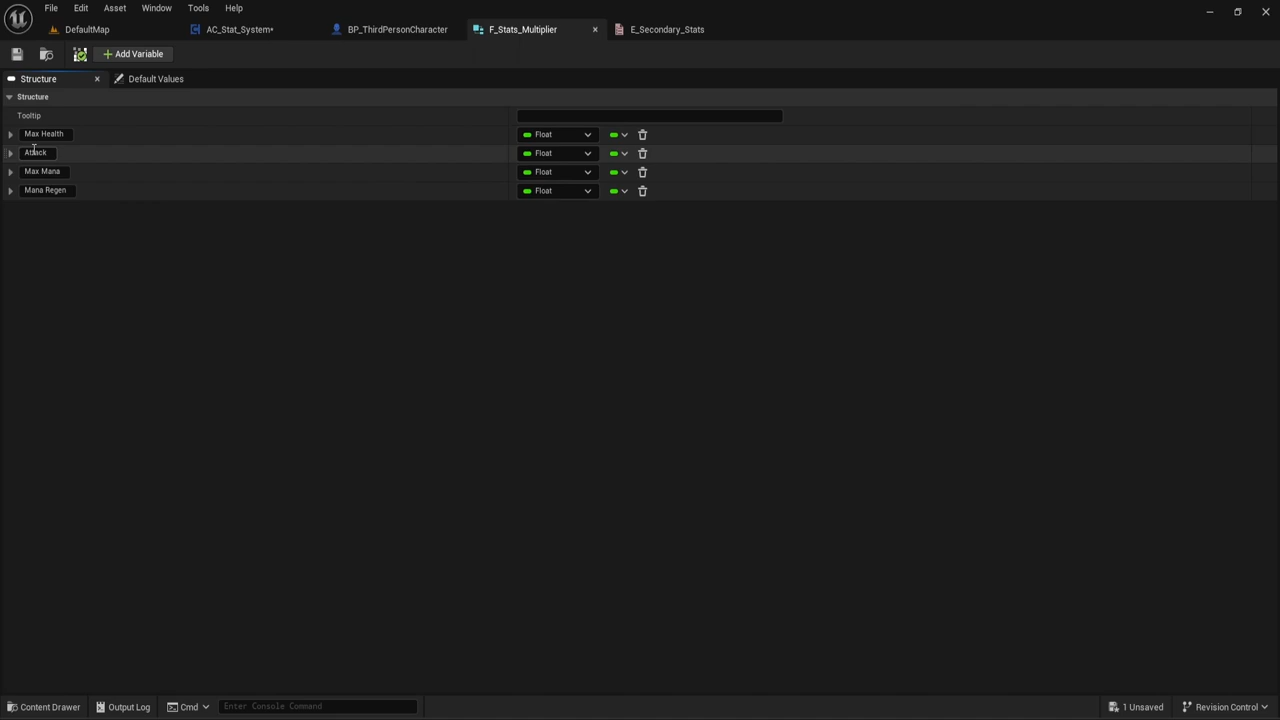 File Edit Asset Window Tools Help
DefaultMap AC_Stat_System* BP_ThirdPersonCharacter F_Stats_Multiplier E_Secondary_Stats
Add Variable
Structure Default Values
Structure
Tooltip
Max Health Float
Attack Float
Max Mana Float
Mana Regen Float
Content Drawer Output Log Cmd Enter Console Command 1 Unsaved Revision Control